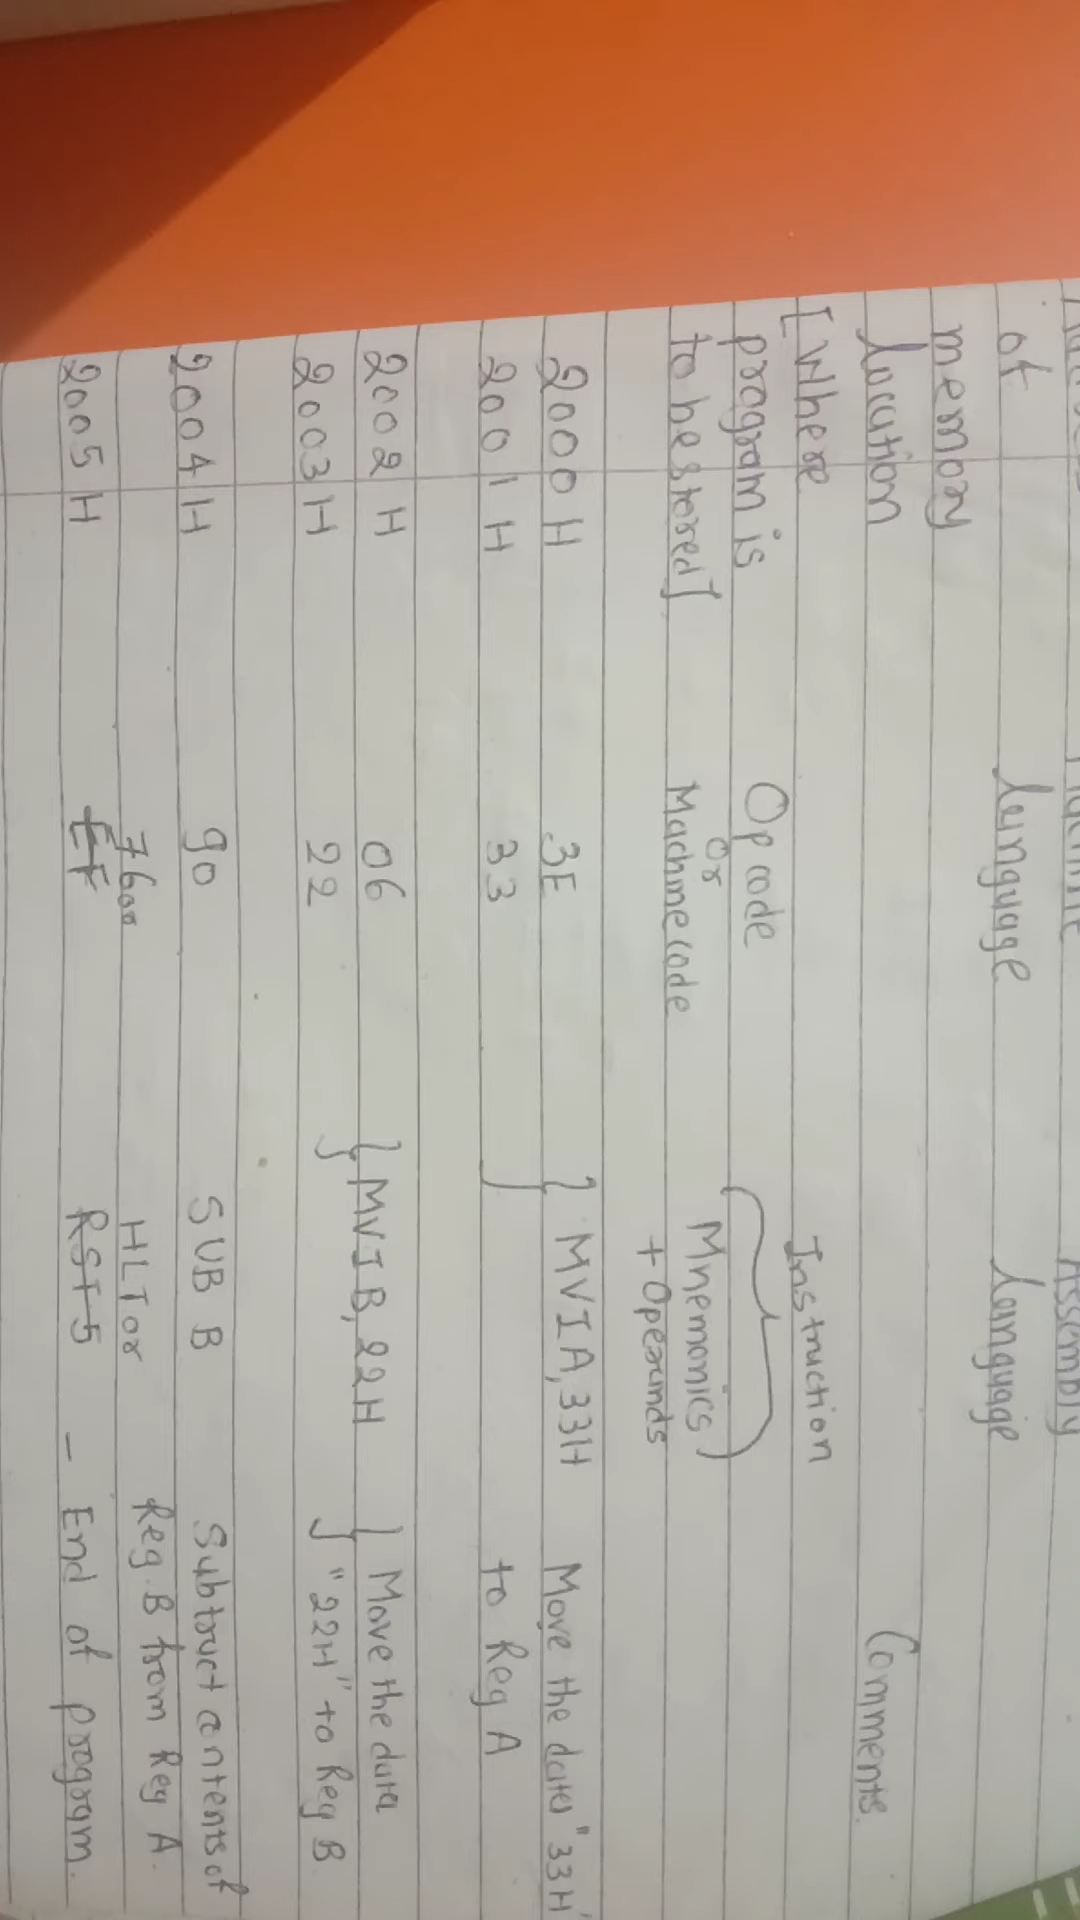 of language language
memory
location Comments.
[Where Instruction
program is Opcode
or
to be stored] Machine code Mnemonics
+ Operands
2000 H 3E } MVI A, 33H Move the data "33H"
2001 H 33 to Reg A
2002 H 06 } MVI B, 22H } Move the data
2003 H 22 "22H" to Reg B
2004 H 90 SUB B Subtract contents of
76 or HLT or Reg. B from Reg A.
2005 H EF RST 5 - End of program.